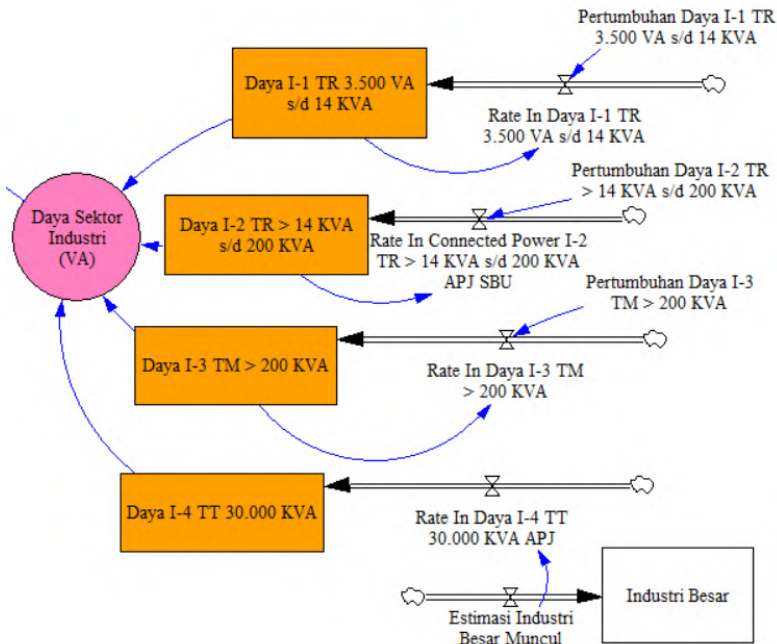 Pertumbuhan Daya I-1 TR
3.500 VA s/d 14 KVA
Daya I-1 TR 3.500 VA
s/d 14 KVA
Rate In Daya I-1 TR
3.500 VA s/d 14 KVA
Pertumbuhan Daya I-2 TR
> 14 KVA s/d 200 KVA
Daya Sektor
Industri
(VA)
Daya I-2 TR > 14 KVA
s/d 200 KVA
Rate In Connected Power I-2
TR > 14 KVA s/d 200 KVA
APJ SBU
Pertumbuhan Daya I-3
TM > 200 KVA
Daya I-3 TM > 200 KVA
Rate In Daya I-3 TM
> 200 KVA
Daya I-4 TT 30.000 KVA
Rate In Daya I-4 TT
30.000 KVA APJ
Industri Besar
Estimasi Industri
Besar Muncul